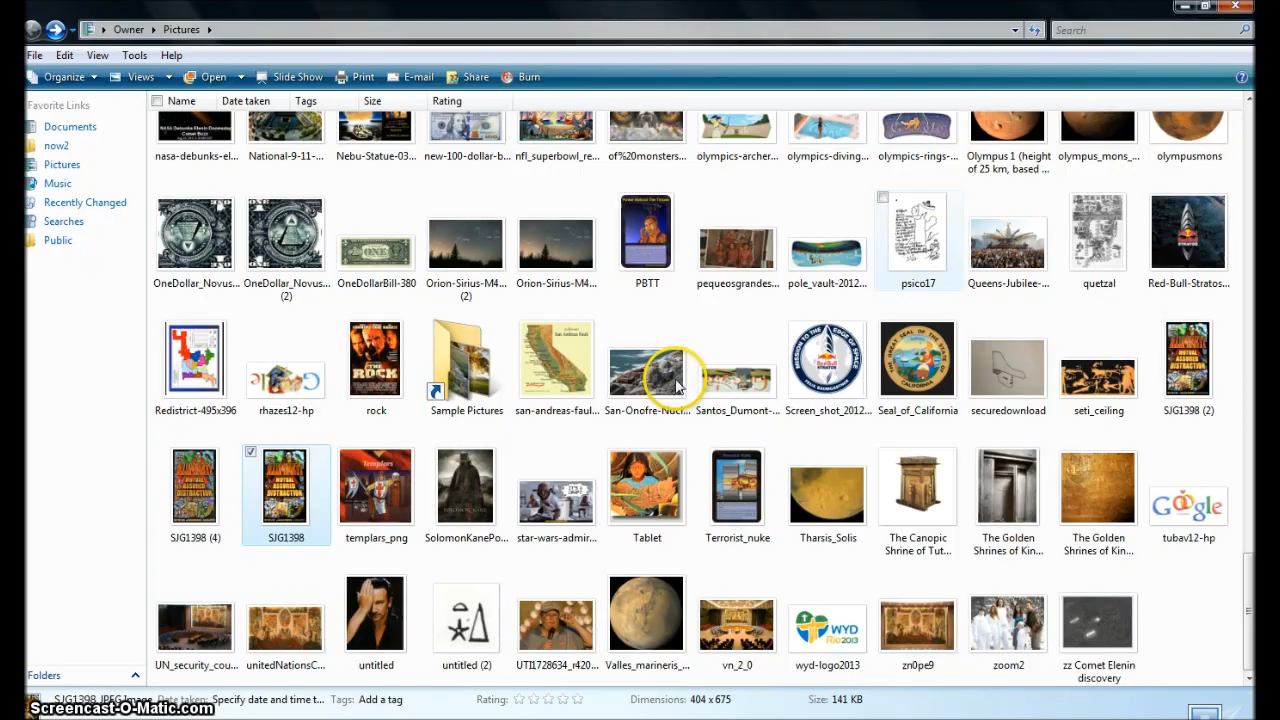 Owner Pictures
Search
File Edit View Tools Help
Organize Views Open Slide Show Print E-mail Share Burn
Favorite Links
Documents
now2
Pictures
Music
Recently Changed
Searches
Public
Folders
Name Date taken Tags Size Rating
nasa-debunks-el... National-9-11-... Nebu-Statue-03... new-100-dollar-b... nfl_superbowl_re... of%20monsters... olympics-archer... olympics-diving... olympics-rings-... Olympus 1 (height olympus_mons_... olympusmons
of 25 km, based ...
OneDollar_Novus... OneDollar_Novus... OneDollarBill-380 Orion-Sirius-M4... Orion-Sirius-M4... PBTT pequeosgrandes... pole_vault-2012... psico17 Queens-Jubilee-... quetzal Red-Bull-Stratos...
(2) (2)
Redistrict-495x396 rhazes12-hp rock Sample Pictures san-andreas-faul... San-Onofre-Nucl... Santos_Dumont-... Screen_shot_2012... Seal_of_California securedownload seti_ceiling SJG1398 (2)
SJG1398 (4) SJG1398 templars_png SolomonKanePo... star-wars-admir... Tablet Terrorist_nuke Tharsis_Solis The Canopic The Golden The Golden tubav12-hp
Shrine of Tut... Shrines of Kin... Shrines of Kin...
UN_security_cou... unitedNationsC... untitled untitled (2) UTI1728634_r420... Valles_marineris_... vn_2_0 wyd-logo2013 zn0pe9 zoom2 zz Comet Elenin
discovery
SJG1398 JPEG Image Date taken: Specify date and time t... Tags: Add a tag Rating: Dimensions: 404 x 675 Size: 141 KB
Screencast-O-Matic.com